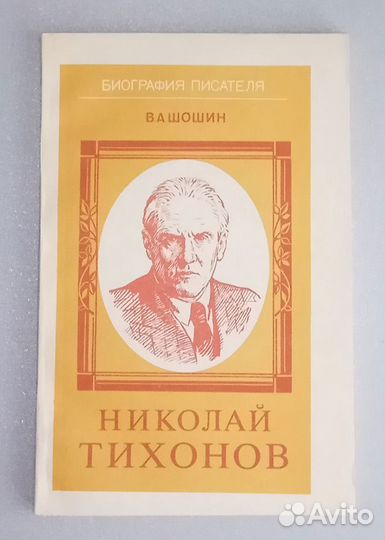 БИОГРАФИЯ ПИСАТЕЛЯ
В А ШОШИН
НИКОЛАЙ
ТИХОНОВ
Avito